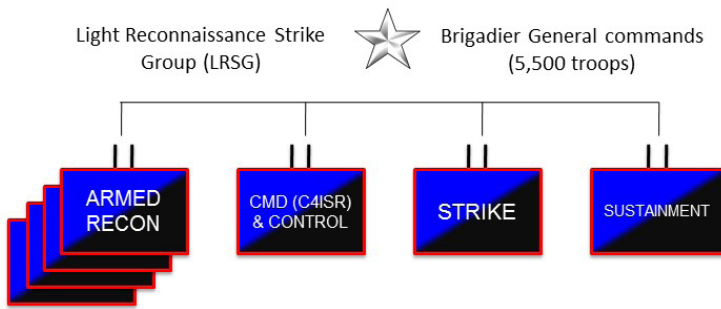 Light Reconnaissance Strike
Group (LRSG)
Brigadier General commands
(5,500 troops)
ARMED
RECON
CMD (C4ISR)
& CONTROL
STRIKE
SUSTAINMENT